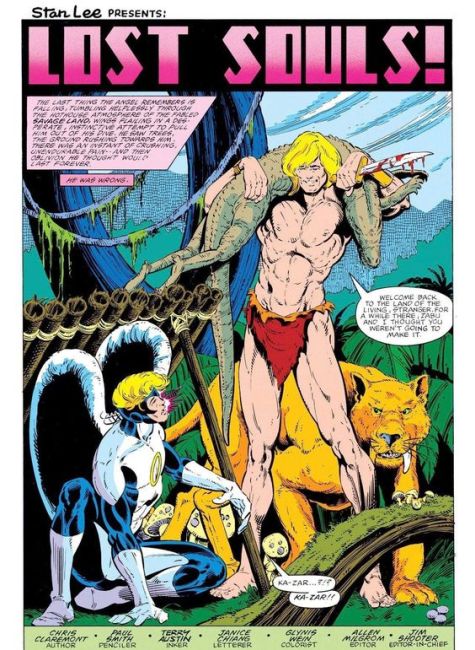 Stan Lee PRESENTS:
LOST SOULS!
THE LAST THING THE ANGEL REMEMBERS IS
FALLING, TUMBLING HELPLESSLY THROUGH
THE HOTHOUSE ATMOSPHERE OF THE FABLED
SAVAGE LAND, WINGS FLAILING IN A DES-
PERATE, INSTINCTIVE ATTEMPT TO PULL
HIM OUT OF HIS DIVE. HE SAW TREES,
THE GROUND RUSHING TOWARDS HIM,
THERE WAS AN INSTANT OF CRUSHING,
UNENDURABLE PAIN--AND THEN
OBLIVION HE THOUGHT WOULD
LAST FOREVER.
HE WAS WRONG.
WELCOME BACK
TO THE LAND OF THE
LIVING, STRANGER. FOR
A WHILE THERE, ZABU
AND I THOUGHT YOU
WEREN'T GOING TO
MAKE IT.
KA-ZAR...?!?
KA-ZAR!!
CHRIS CLAREMONT AUTHOR • PAUL SMITH PENCILER • TERRY AUSTIN INKER • JANICE CHIANG LETTERER • GLYNIS WEIN COLORIST • ALLEN MILGROM EDITOR • JIM SHOOTER EDITOR-IN-CHIEF